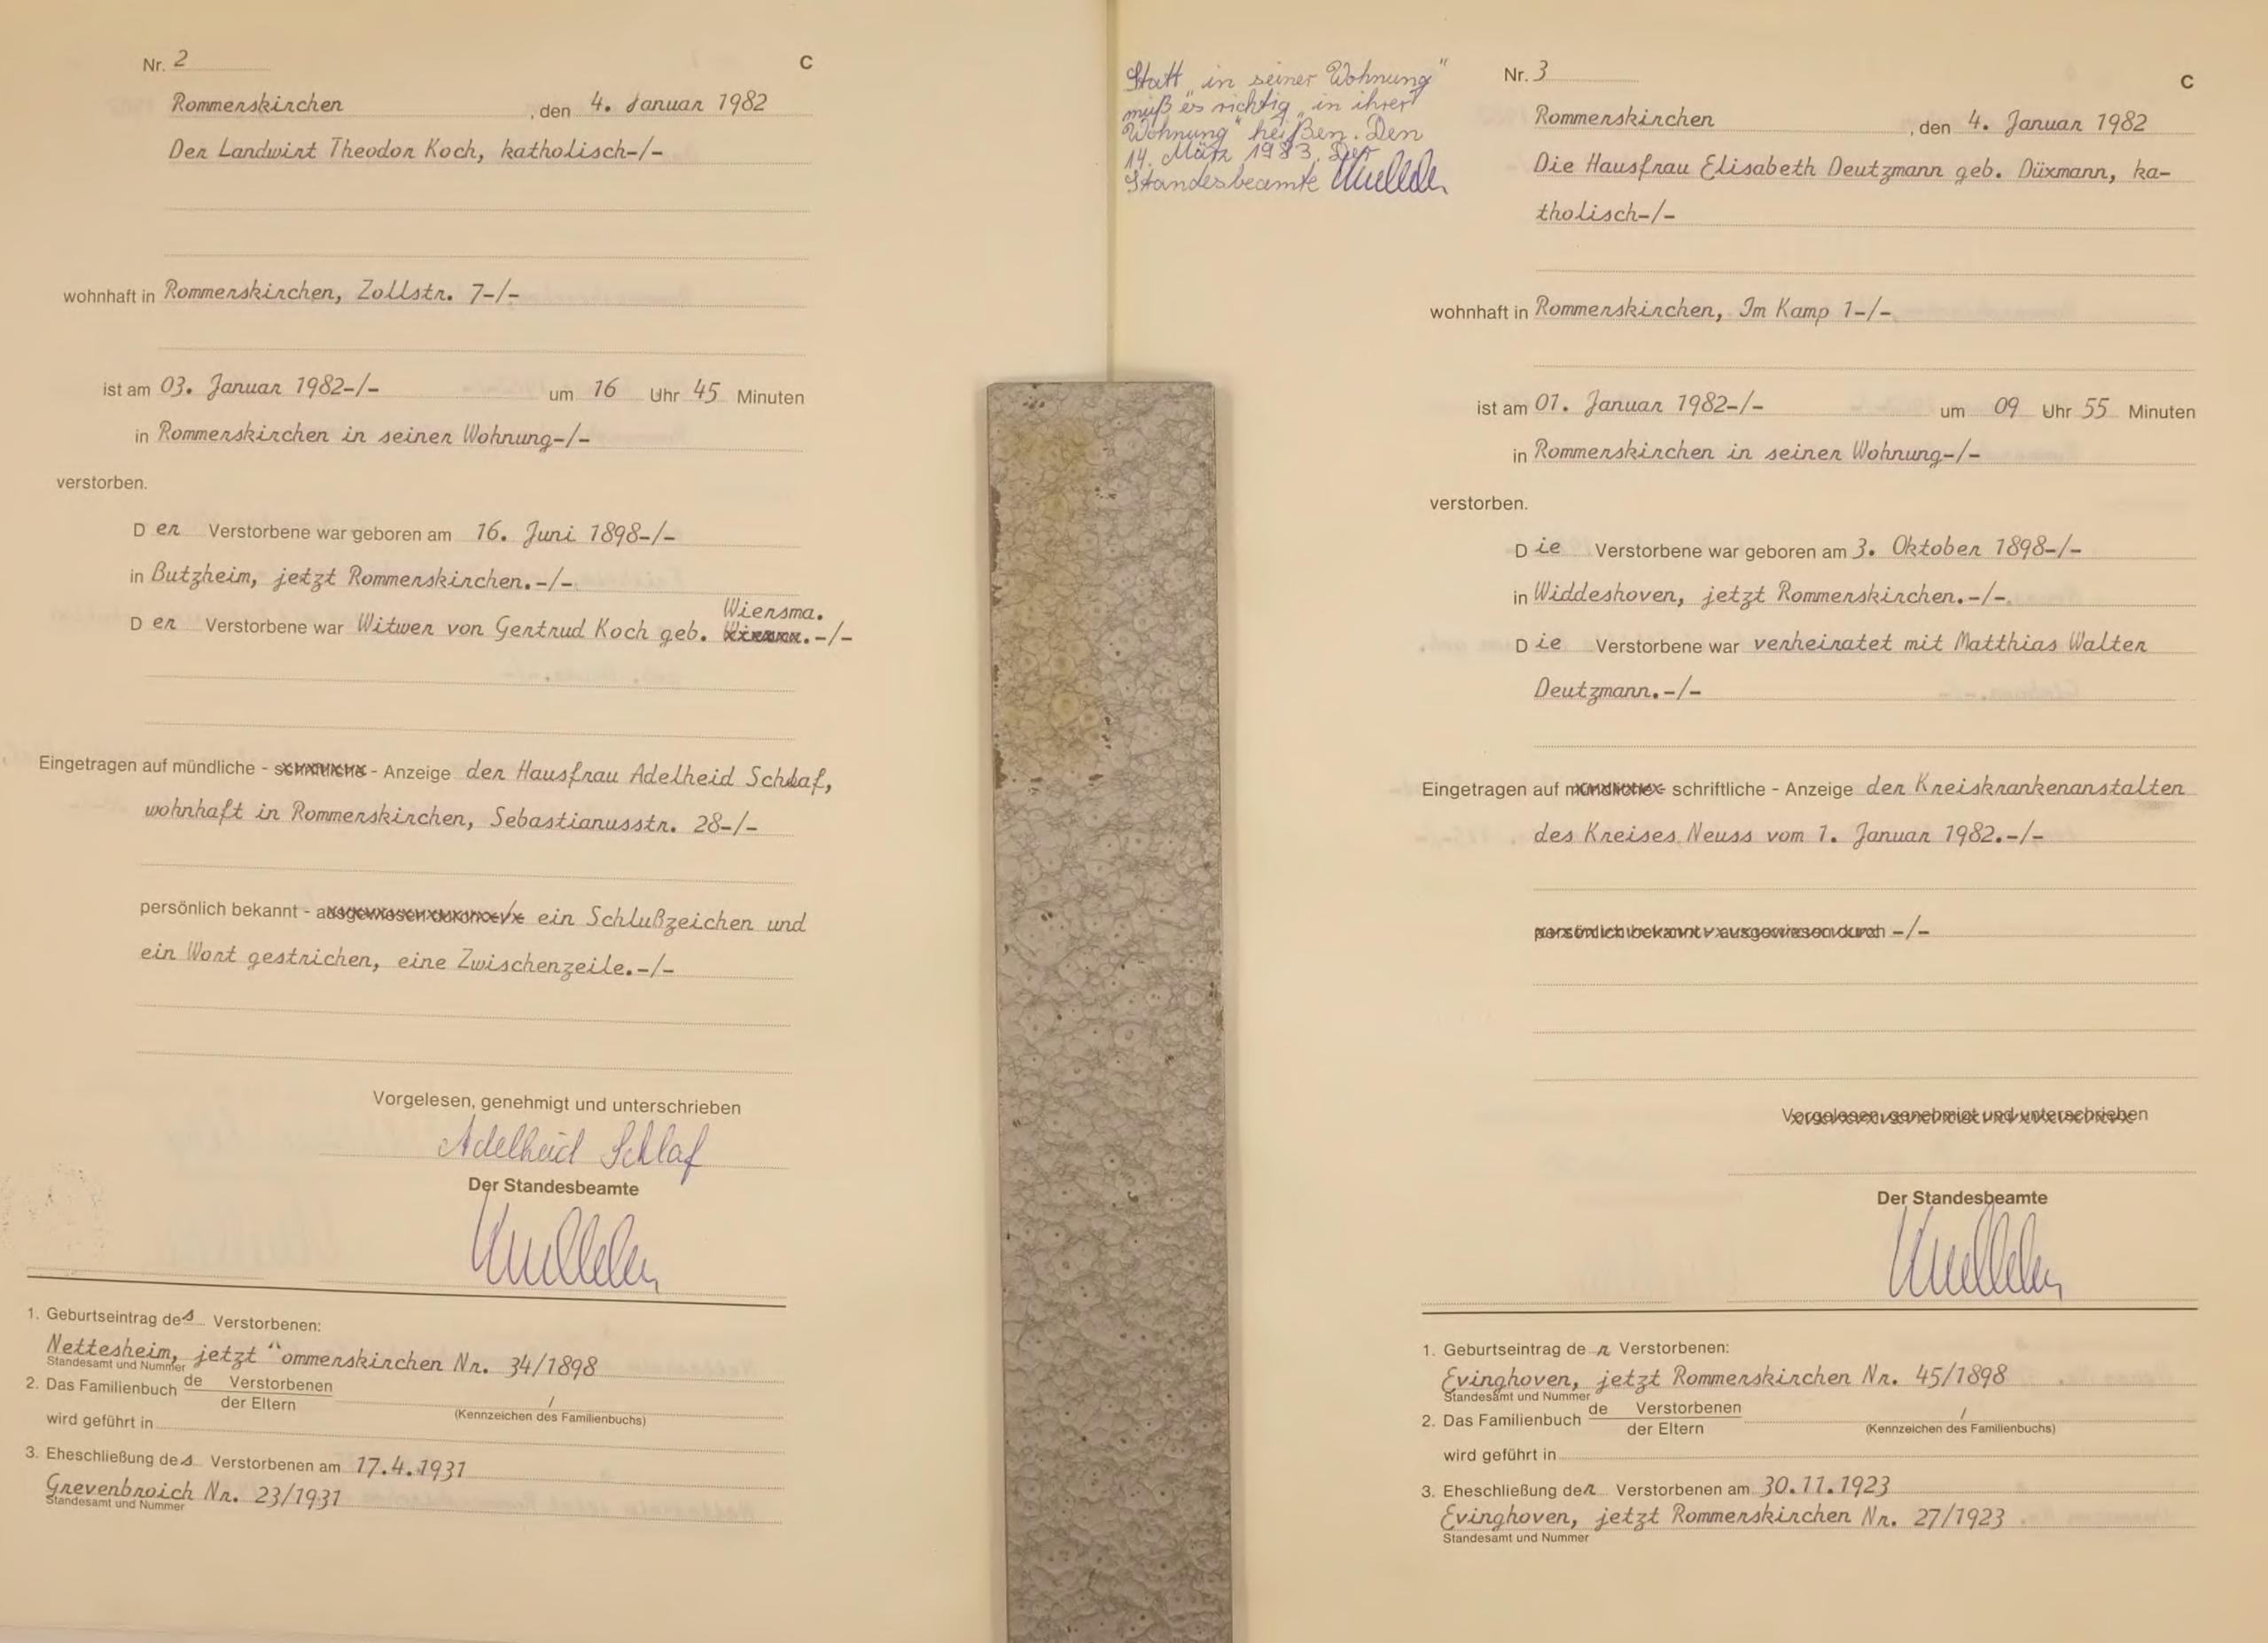 Nr. 2
C
Rommerskirchen, den 4. Januar 1982
Der Landwirt Theodor Koch, katholisch-/-
wohnhaft in Rommerskirchen, Zollstr. 7-/-
ist am 03. Januar 1982-/- um 16 Uhr 45 Minuten
in Rommerskirchen in seiner Wohnung-/-
verstorben.
Der Verstorbene war geboren am 16. Juni 1898-/-
in Butzheim, jetzt Rommerskirchen.-/-
Wiersma.
Der Verstorbene war Witwer von Gertrud Koch geb. .-/-
Eingetragen auf mündliche - schriftliche - Anzeige der Hausfrau Adelheid Schlaf,
wohnhaft in Rommerskirchen, Sebastianusstr. 28-/-
persönlich bekannt - ausgewiesen durch ein Schlußzeichen und
ein Wort gestrichen, eine Zwischenzeile.-/-
Vorgelesen, genehmigt und unterschrieben
Adelheid Schlaf
Der Standesbeamte
1. Geburtseintrag des Verstorbenen:
Nettesheim, jetzt "ommerskirchen Nr. 34/1898
Standesamt und Nummer
2. Das Familienbuch de Verstorbenen
der Eltern
/
(Kennzeichen des Familienbuchs)
wird geführt in
3. Eheschließung des Verstorbenen am 17.4.1931
Grevenbroich Nr. 23/1931
Standesamt und Nummer
Statt "in seiner Wohnung"
muß es richtig "in ihrer
Wohnung" heißen. Den
14. März 1983. Der
Standesbeamte
Nr. 3
C
Rommerskirchen, den 4. Januar 1982
Die Hausfrau Elisabeth Deutzmann geb. Düxmann, ka-
tholisch-/-
wohnhaft in Rommerskirchen, Im Kamp 1-/-
ist am 01. Januar 1982-/- um 09 Uhr 55 Minuten
in Rommerskirchen in seiner Wohnung-/-
verstorben.
Die Verstorbene war geboren am 3. Oktober 1898-/-
in Widdeshoven, jetzt Rommerskirchen.-/-
Die Verstorbene war verheiratet mit Matthias Walter
Deutzmann.-/-
Eingetragen auf mündliche - schriftliche - Anzeige der Kreiskrankenanstalten
des Kreises Neuss vom 1. Januar 1982.-/-
persönlich bekannt - ausgewiesen durch -/-
Vorgelesen, genehmigt und unterschrieben
Der Standesbeamte
1. Geburtseintrag der Verstorbenen:
Evinghoven, jetzt Rommerskirchen Nr. 45/1898
Standesamt und Nummer
2. Das Familienbuch de Verstorbenen
der Eltern
/
(Kennzeichen des Familienbuchs)
wird geführt in
3. Eheschließung der Verstorbenen am 30.11.1923
Evinghoven, jetzt Rommerskirchen Nr. 27/1923
Standesamt und Nummer